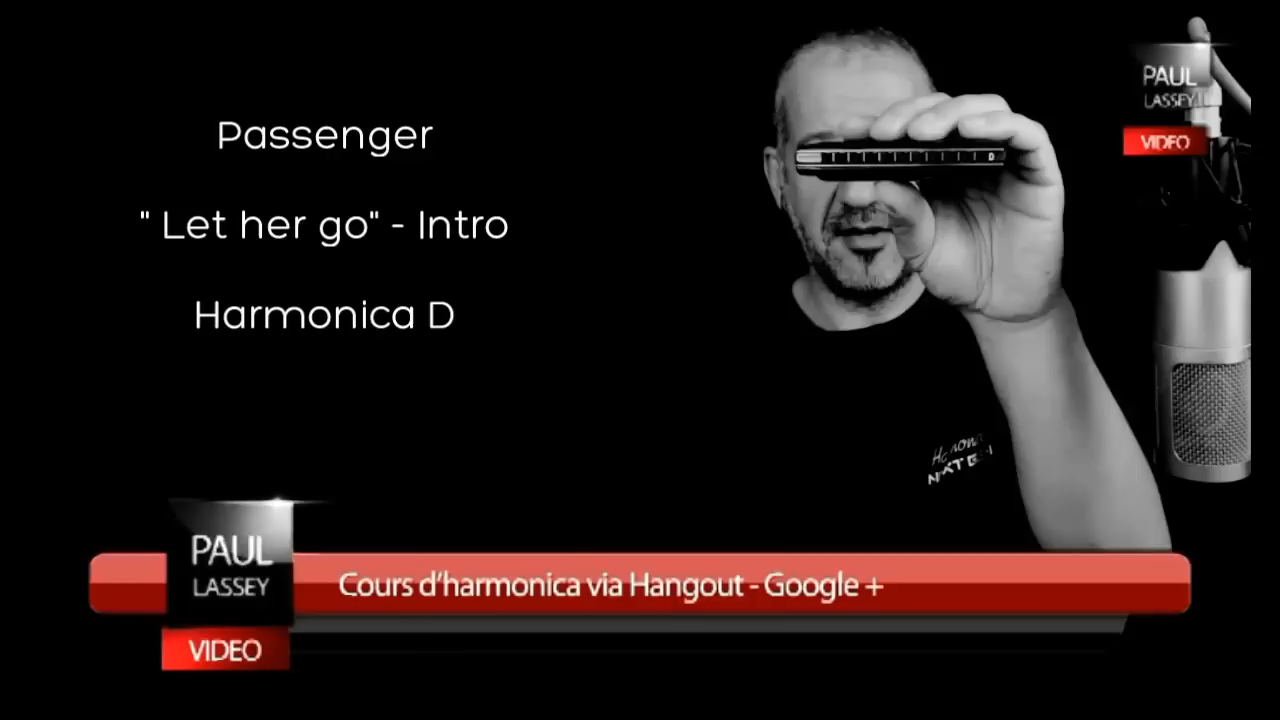 Passenger
" Let her go" - Intro
Harmonica D
PAUL
LASSEY
VIDEO
D
PAUL
LASSEY
VIDEO
Cours d'harmonica via Hangout - Google +